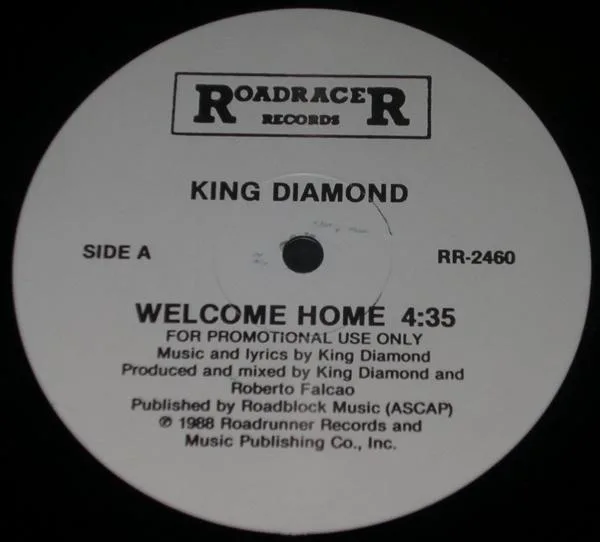 ROADRACER
RECORDS
KING DIAMOND
SIDE A
RR-2460
WELCOME HOME 4:35
FOR PROMOTIONAL USE ONLY
Music and lyrics by King Diamond
Produced and mixed by King Diamond and
Roberto Falcao
Published by Roadblock Music (ASCAP)
℗ 1988 Roadrunner Records and
Music Publishing Co., Inc.